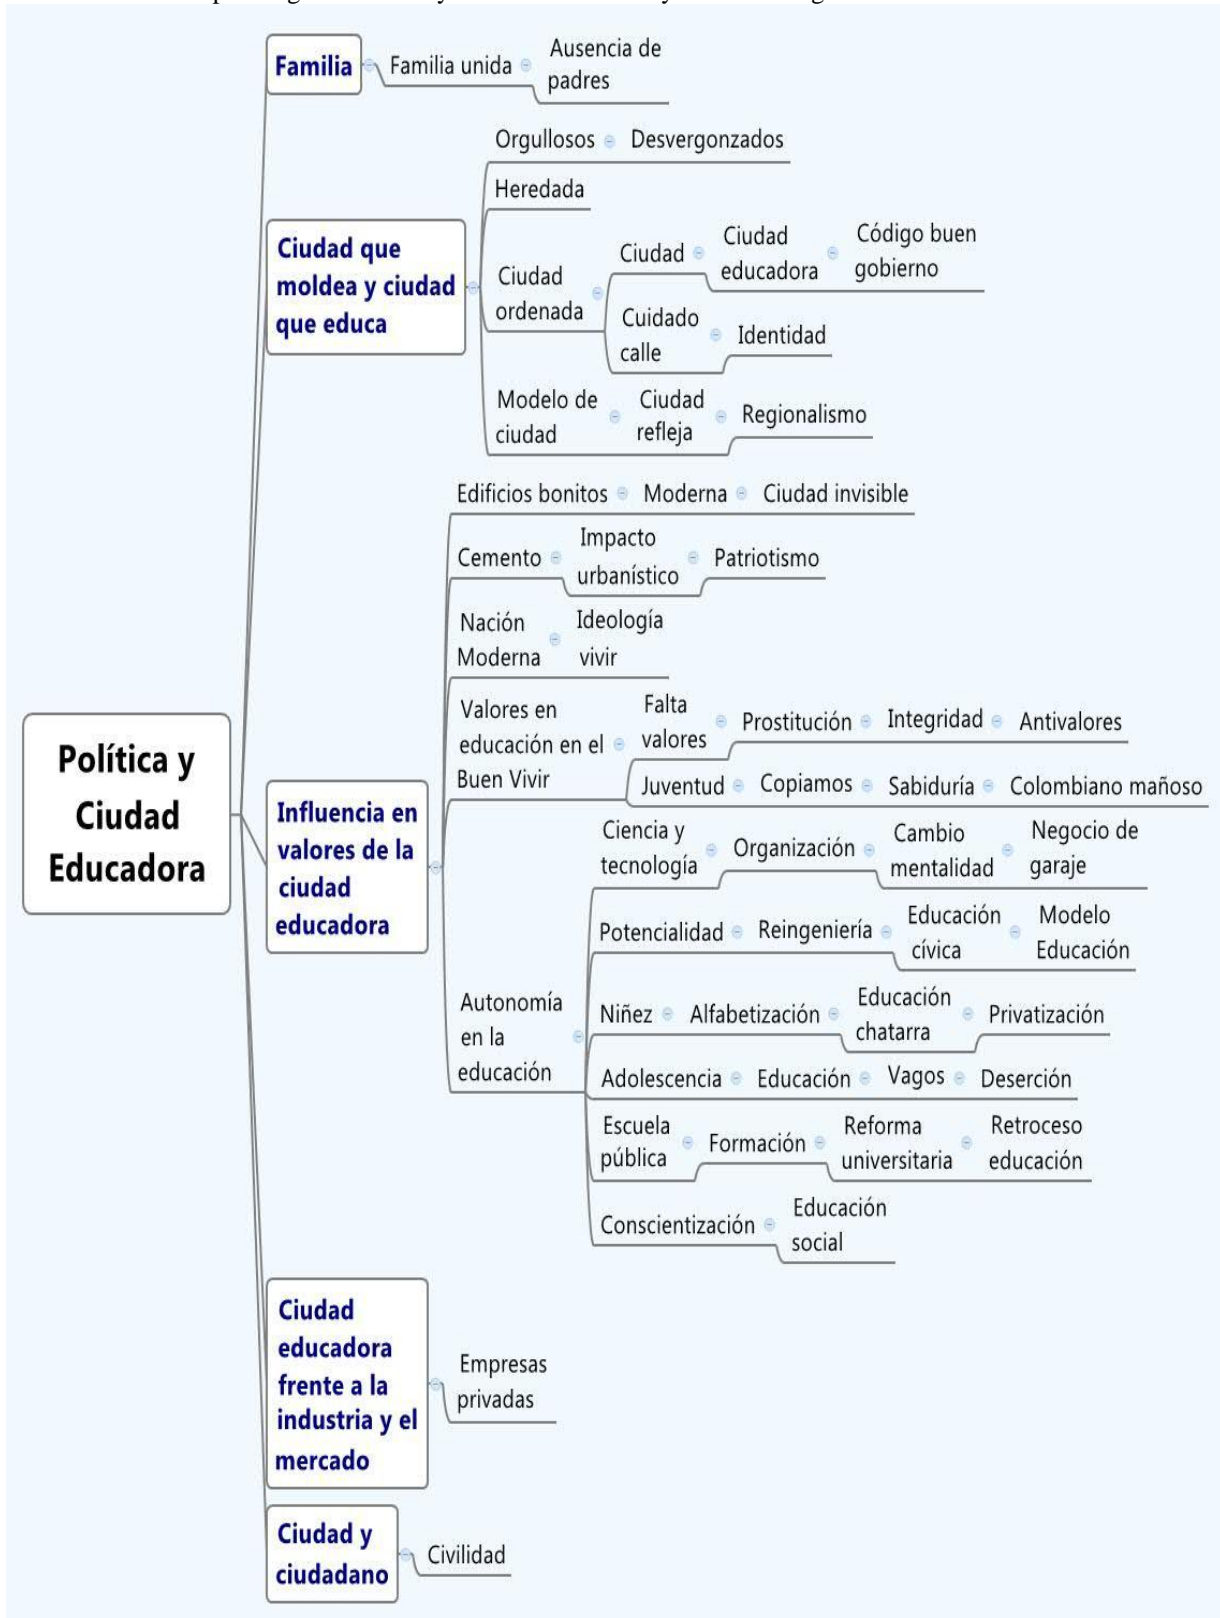 Familia
Familia unida
Ausencia de
padres
Orgullosos
Desvergonzados
Heredada
Ciudad que
moldea y ciudad
que educa
Ciudad
ordenada
Ciudad
Ciudad
educadora
Código buen
gobierno
Cuidado
calle
Identidad
Modelo de
ciudad
Ciudad
refleja
Regionalismo
Edificios bonitos
Moderna
Ciudad invisible
Cemento
Impacto
urbanístico
Patriotismo
Nación
Moderna
Ideología
vivir
Política y
Ciudad
Educadora
Influencia en
valores de la
ciudad
educadora
Valores en
educación en el
Buen Vivir
Falta
valores
Prostitución
Integridad
Antivalores
Juventud
Copiamos
Sabiduría
Colombiano mañoso
Autonomía
en la
educación
Ciencia y
tecnología
Organización
Cambio
mentalidad
Negocio de
garaje
Potencialidad
Reingeniería
Educación
cívica
Modelo
Educación
Niñez
Alfabetización
Educación
chatarra
Privatización
Adolescencia
Educación
Vagos
Deserción
Escuela
pública
Formación
Reforma
universitaria
Retroceso
educación
Conscientización
Educación
social
Ciudad
educadora
frente a la
industria y el
mercado
Empresas
privadas
Ciudad y
ciudadano
Civilidad